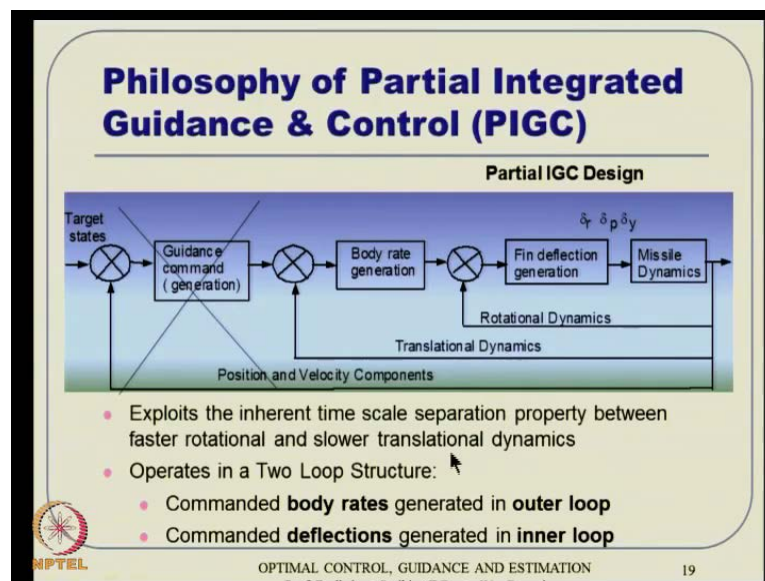 Philosophy of Partial Integrated
Guidance & Control (PIGC)
Partial IGC Design
Target
states
Guidance
command
( generation)
Body rate
generation
δr δp δy
Fin deflection
generation
Missile
Dynamics
Rotational Dynamics
Translational Dynamics
Position and Velocity Components
Exploits the inherent time scale separation property between
faster rotational and slower translational dynamics
Operates in a Two Loop Structure:
Commanded body rates generated in outer loop
Commanded deflections generated in inner loop
NPTEL
OPTIMAL CONTROL, GUIDANCE AND ESTIMATION
19